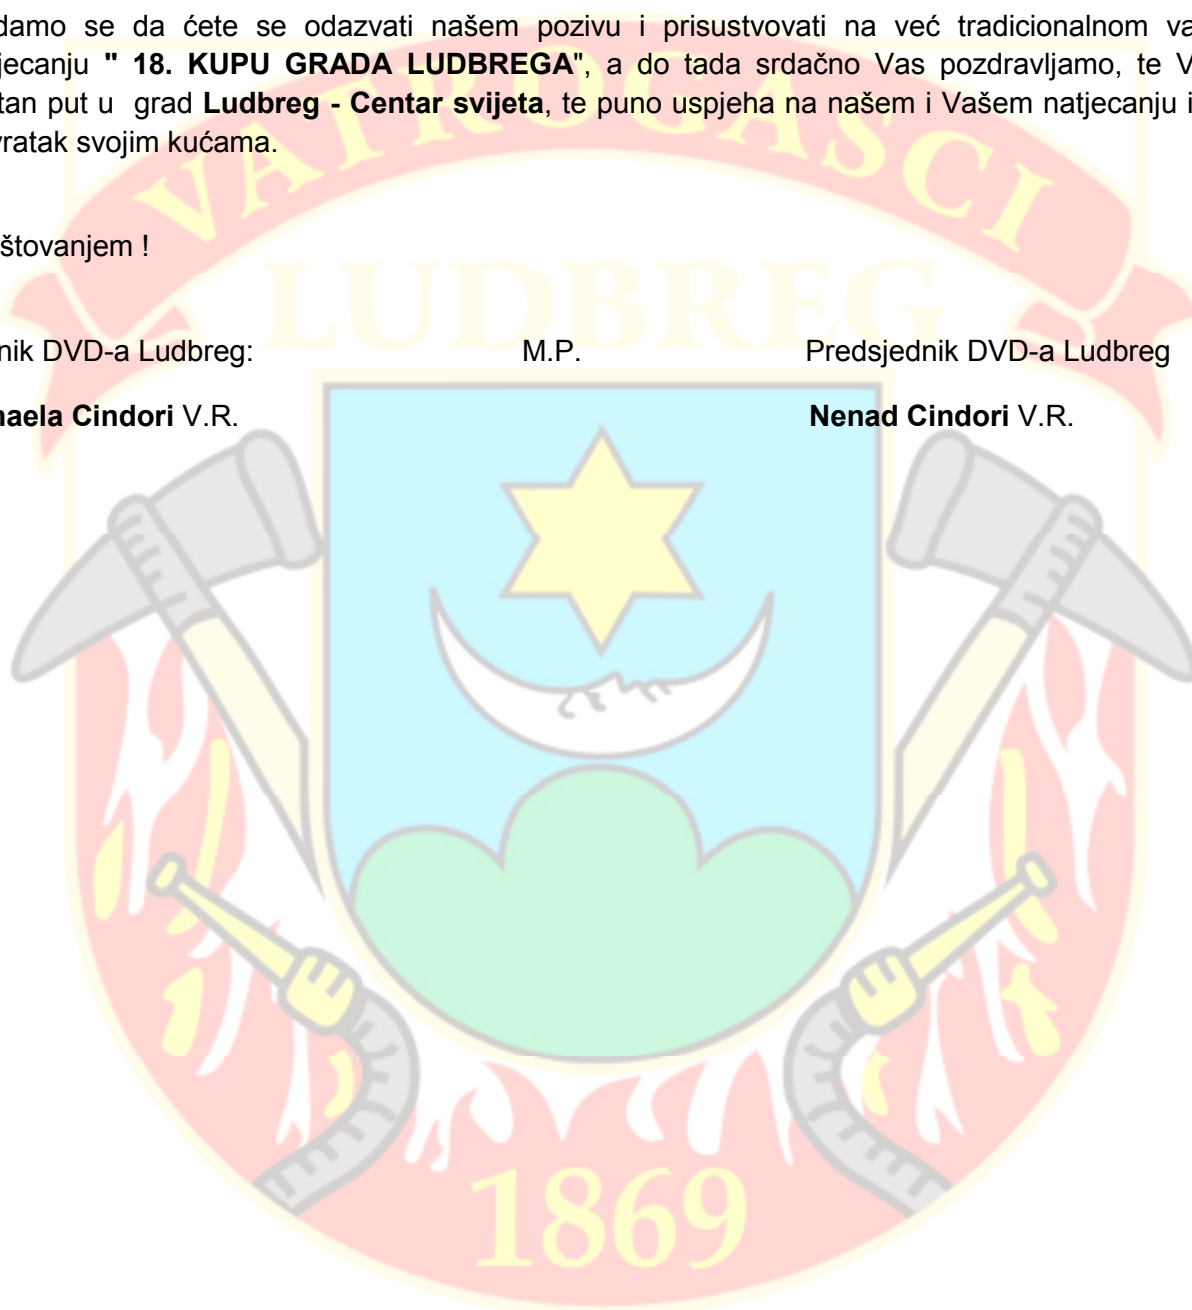 damo se da ćete se odazvati našem pozivu i prisustvovati na već tradicionalnom va
jecanju " 18. KUPU GRADA LUDBREGA", a do tada srdačno Vas pozdravljamo, te V
tan put u grad Ludbreg - Centar svijeta, te puno uspjeha na našem i Vašem natjecanju i
vratak svojim kućama.
VATROGASCI
štovanjem !
LUDBREG
nik DVD-a Ludbreg: M.P. Predsjednik DVD-a Ludbreg
aela Cindori V.R. Nenad Cindori V.R.
1869